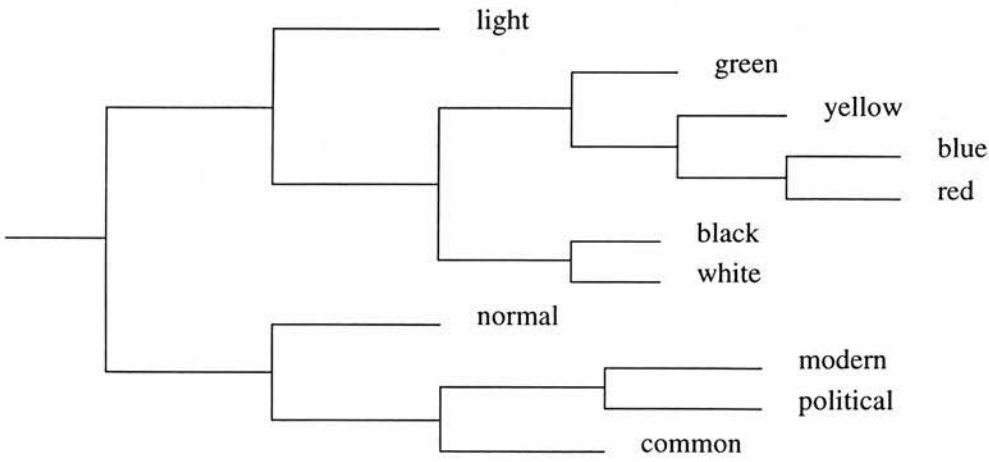 light
green
yellow
blue
red
black
white
normal
modern
political
common